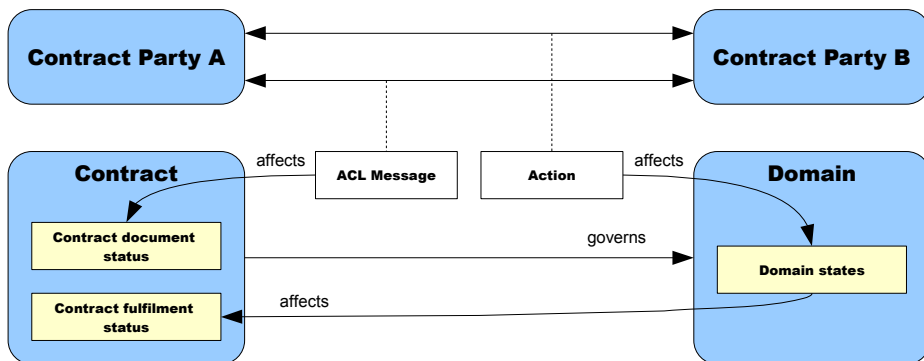 Contract Party A
Contract Party B
Contract
affects
ACL Message
Action
affects
Domain
Contract document
status
governs
Domain states
Contract fulfilment
status
affects